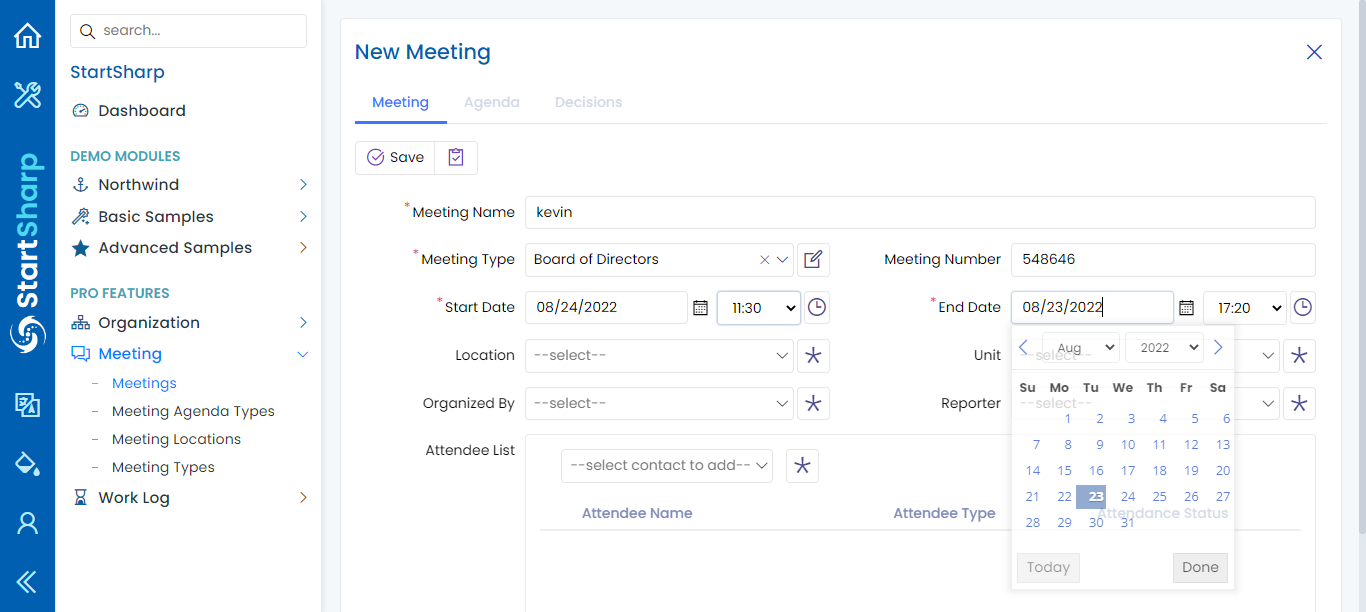 StartSharp
search...
StartSharp
Dashboard
DEMO MODULES
Northwind
Basic Samples
Advanced Samples
PRO FEATURES
Organization
Meeting
Meetings
Meeting Agenda Types
Meeting Locations
Meeting Types
Work Log
New Meeting
Meeting Agenda Decisions
Save
*Meeting Name kevin
*Meeting Type Board of Directors Meeting Number 548646
*Start Date 08/24/2022 11:30 *End Date 08/23/2022 17:20
Location --select-- Unit --select--
Organized By --select-- Reporter --select--
Attendee List
--select contact to add--
Attendee Name Attendee Type Attendance Status
Aug 2022
Su Mo Tu We Th Fr Sa
1 2 3 4 5 6
7 8 9 10 11 12 13
14 15 16 17 18 19 20
21 22 23 24 25 26 27
28 29 30 31
Today Done